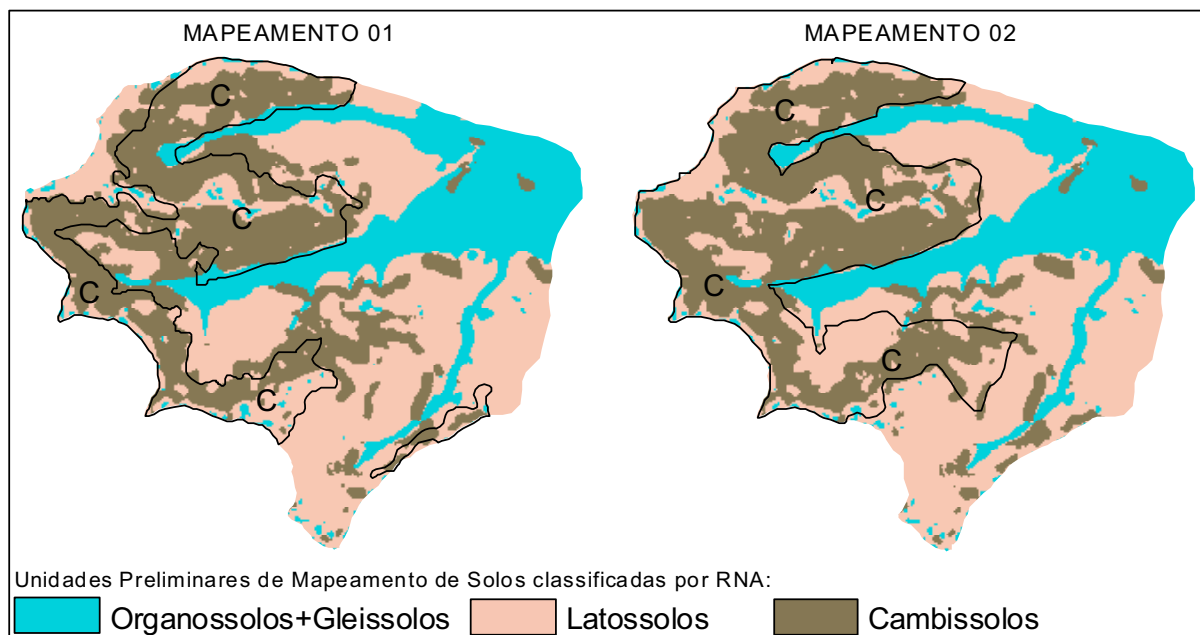 MAPEAMENTO 01
MAPEAMENTO 02
C
C
C
C
C
C
C
C
Unidades Preliminares de Mapeamento de Solos classificadas por RNA:
Organossolos+Gleissolos
Latossolos
Cambissolos